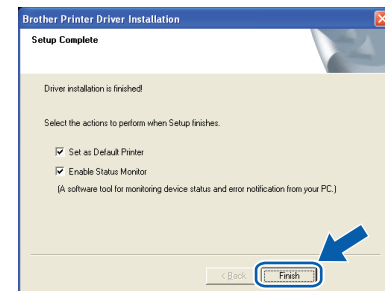 Brother Printer Driver Installation
Setup Complete
Driver installation is finished!
Select the actions to perform when Setup finishes.
Set as Default Printer
Enable Status Monitor
(A software tool for monitoring device status and error notification from your PC.)
< Back
Finish